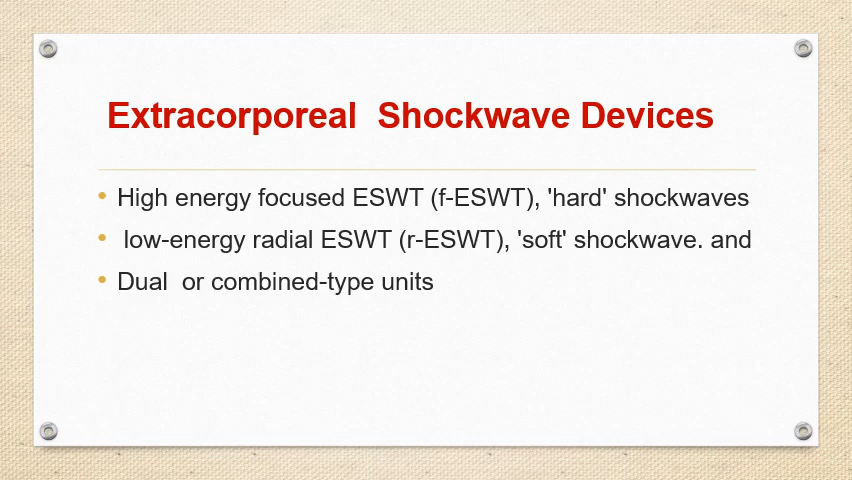 Extracorporeal  Shockwave Devices
• High energy focused ESWT (f-ESWT), 'hard' shockwaves
•  low-energy radial ESWT (r-ESWT), 'soft' shockwave. and
• Dual  or combined-type units